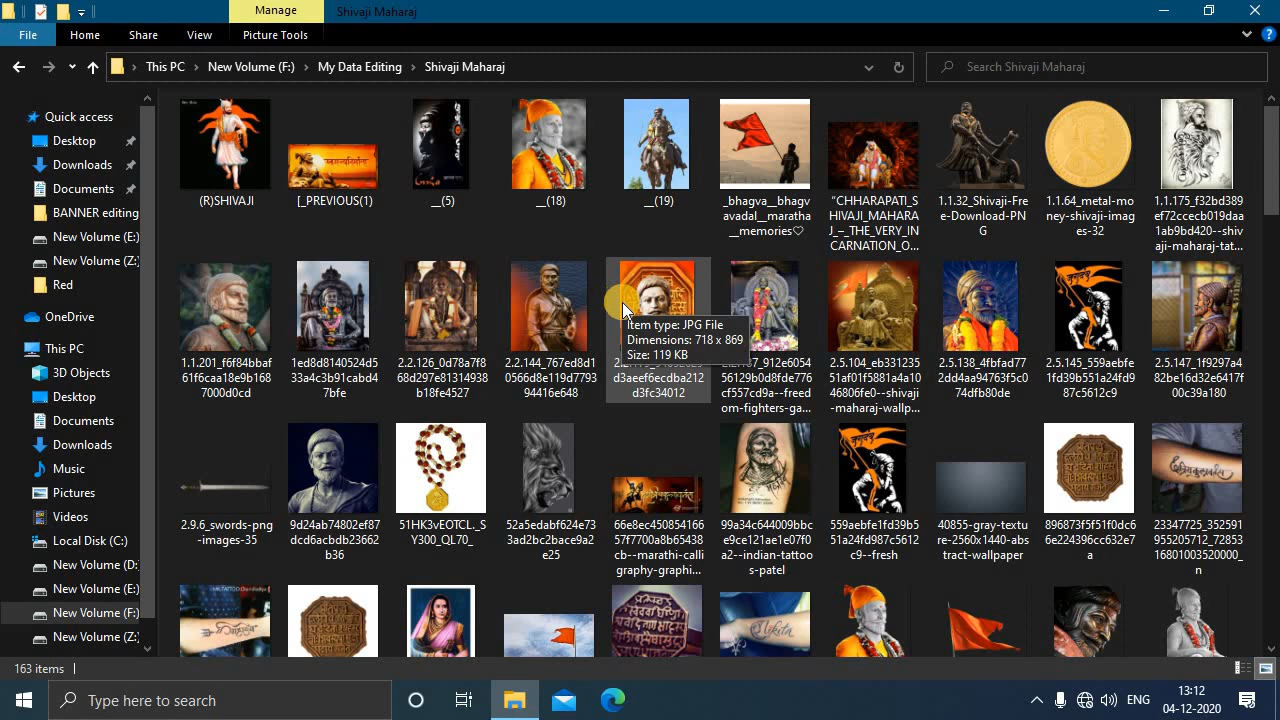 Manage
Shivaji Maharaj
File
Home
Share
View
Picture Tools
This PC
New Volume (F:)
My Data Editing
Shivaji Maharaj
Search Shivaji Maharaj
Quick access
Desktop
Downloads
Documents
BANNER editing
New Volume (E:)
New Volume (Z:)
Red
OneDrive
This PC
3D Objects
Desktop
Documents
Downloads
Music
Pictures
Videos
Local Disk (C:)
New Volume (D:
New Volume (E:)
New Volume (F:)
New Volume (Z:)
(R)SHIVAJI
[_PREVIOUS(1)
__(5)
__(18)
__(19)
_bhagva__bhag
vavadal__maratha
__memories♡
"CHHARAPATI_S
HIVAJI_MAHARA
J_–_THE_VERY_IN
CARNATION_O...
1.1.32_Shivaji-Fre
e-Download-PN
G
1.1.64_metal-mo
ney-shivaji-imag
es-32
1.1.175_f32bd389
ef72ccecb019daa
1ab9bd420--shiv
aji-maharaj-tat...
1.1.201_f6f84bbaf
61f6caa18e9b168
7000d0cd
1ed8d8140524d5
33a4c3b91cabd4
7bfe
2.2.126_0d78a7f8
68d297e81314938
b18fe4527
2.2.144_767ed8d1
0566d8e119d7793
94416e648
d3aeef6ecdba212
d3fc34012
Item type: JPG File
Dimensions: 718 x 869
Size: 119 KB
67_912e6054
56129b0d8fde776
cf557cd9a--freed
om-fighters-ga...
2.5.104_eb331235
51af01f5881a4a10
46806fe0--shivaji
-maharaj-wallp...
2.5.138_4fbfad77
2dd4aa94763f5c0
74dfb80de
2.5.145_559aebfe
1fd39b551a24fd9
87c5612c9
2.5.147_1f9297a4
82be16d32e6417f
00c39a180
2.9.6_swords-png
-images-35
9d24ab74802ef87
dcd6acbdb23662
b36
51HK3vEOTCL._S
Y300_QL70_
52a5edabf624e73
3ad2bc2bace9a2
e25
66e8ec450854166
57f7700a8b65438
cb--marathi-calli
graphy-graphi...
99a34c644009bbc
e9ce121ae1e07f0
a2--indian-tattoo
s-patel
559aebfe1fd39b5
51a24fd987c5612
c9--fresh
40855-gray-textu
re-2560x1440-abs
tract-wallpaper
896873f5f51f0dc6
6e224396cc632e7
a
23347725_352591
955205712_72853
16801003520000_
n
163 items
Type here to search
ENG
13:12
04-12-2020